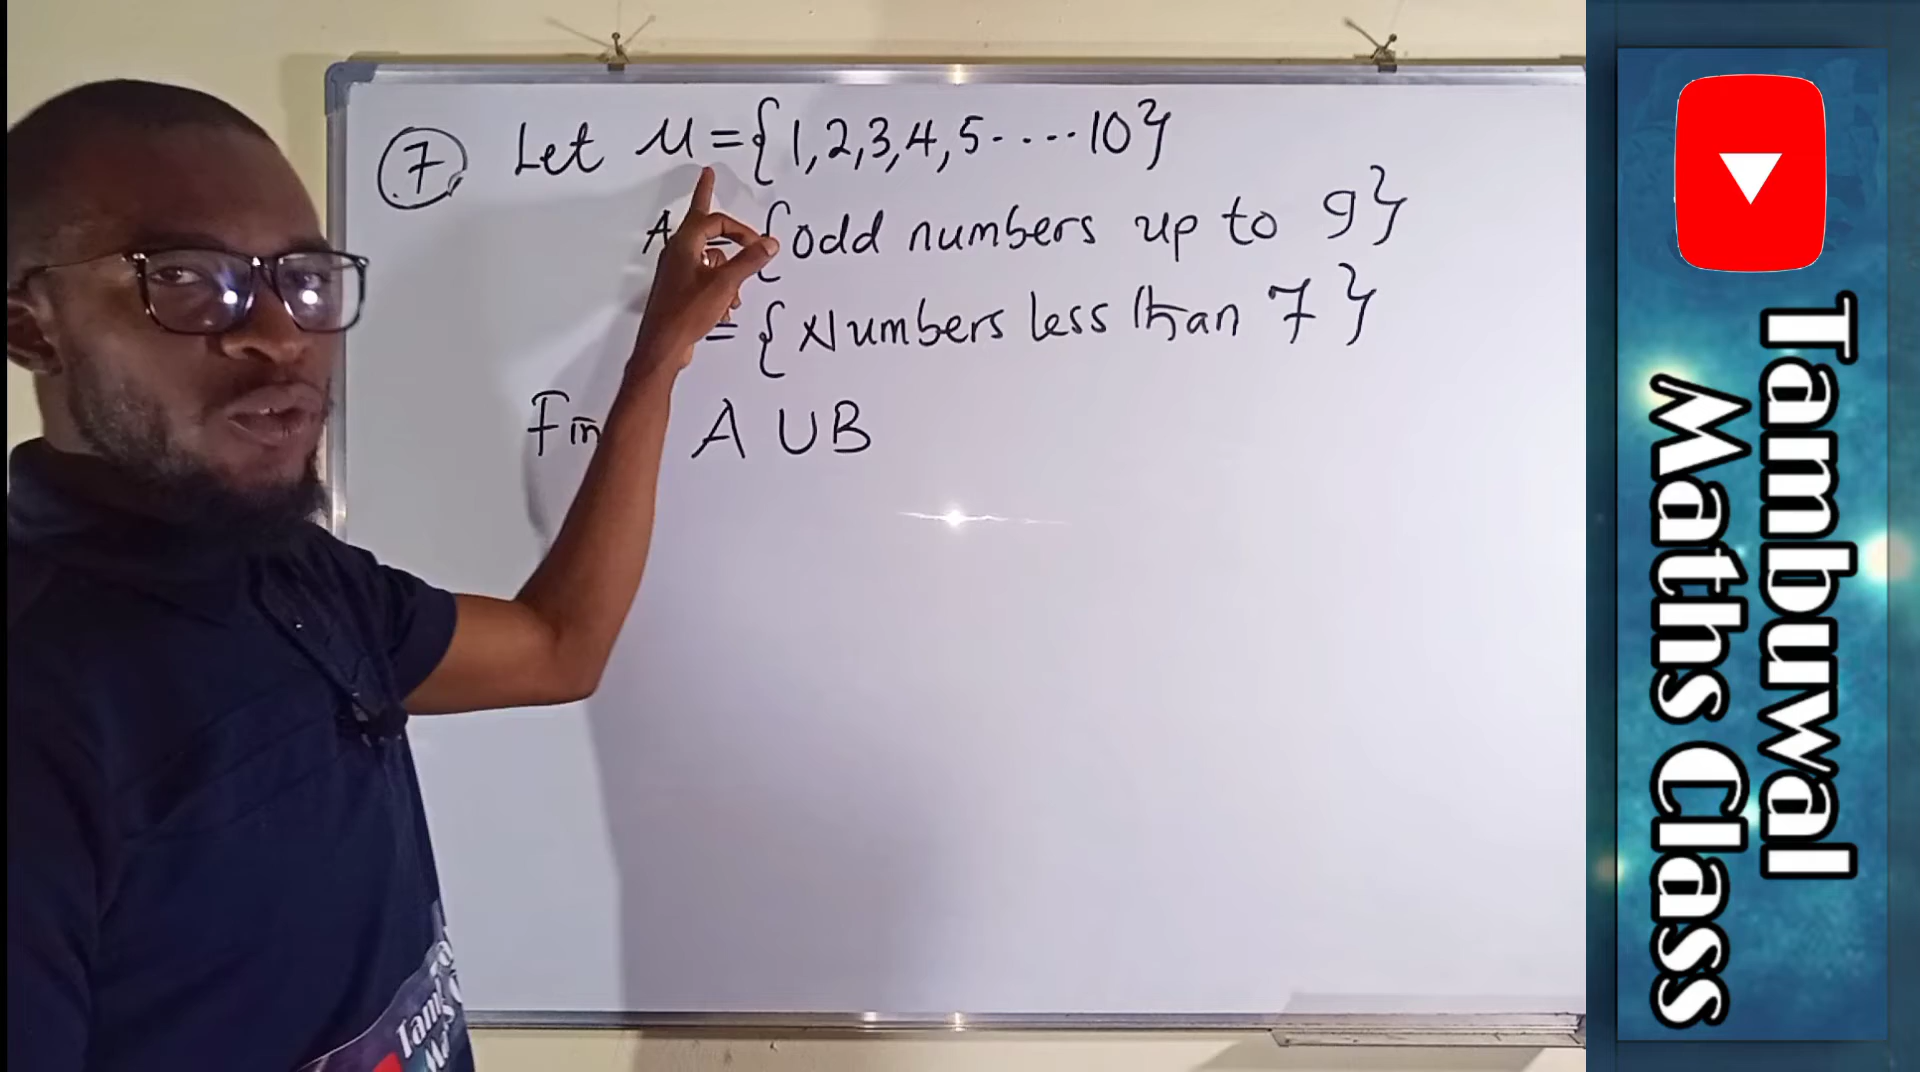 7 Let μ = {1,2,3,4,5.....10}
A = {odd numbers up to 9}
= {Numbers less than 7}
A U B
Tambuwal
Maths Class